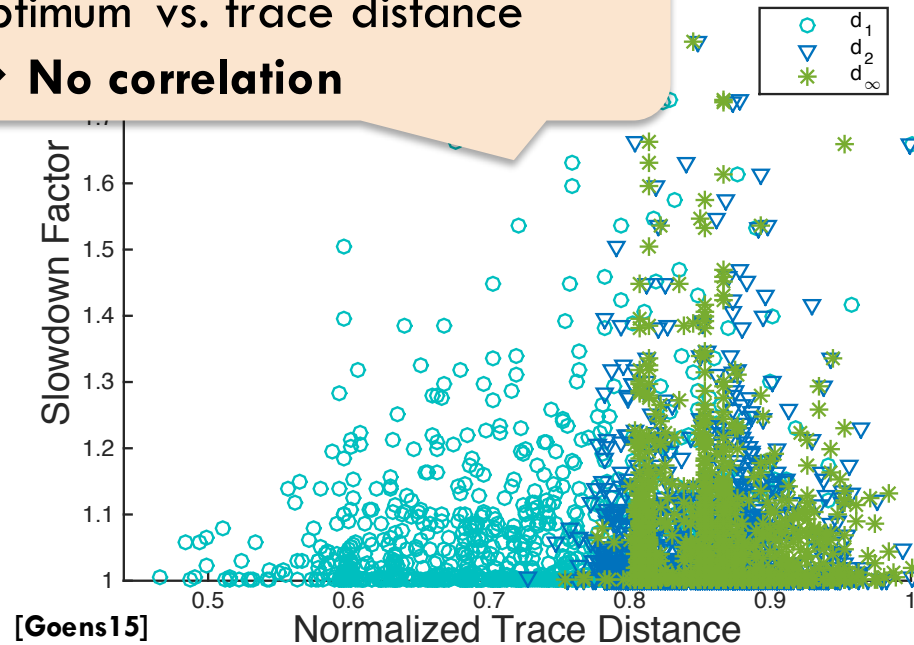 vs. trace distance
No correlation
d1
d2
d∞
Slowdown Factor
1.6
1.5
1.4
1.3
1.2
1.1
1
0.5
0.6
0.7
0.8
0.9
1
[Goens15]
Normalized Trace Distance